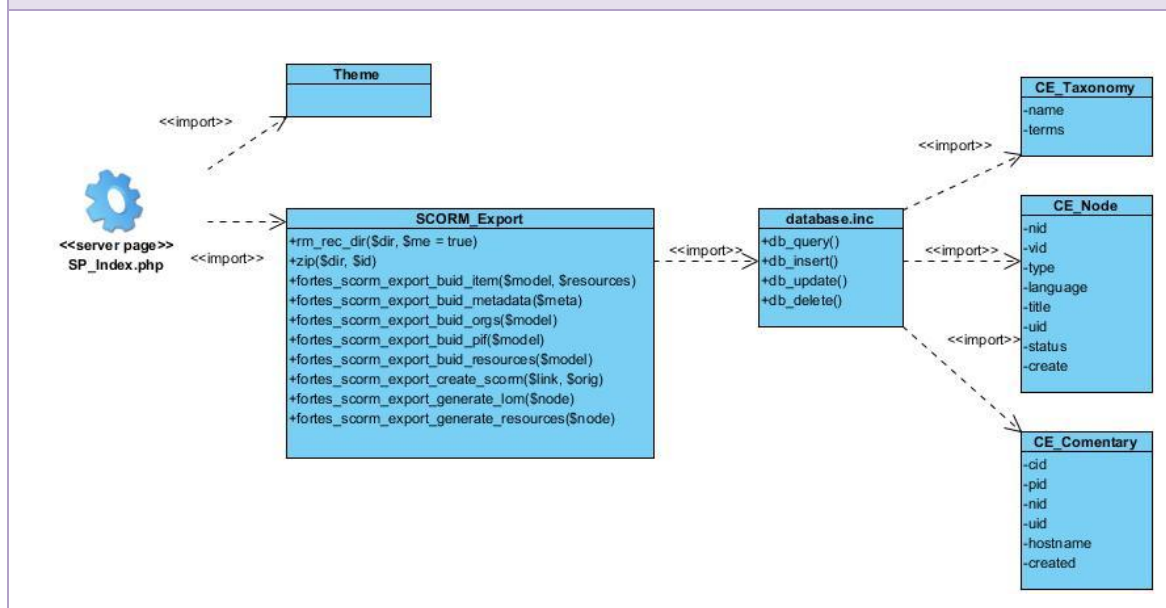 Theme
<<import>>
<<server page>>
SP_Index.php
<<import>>
SCORM_Export
+rm_rec_dir($dir, $me = true)
+zip($dir, $id)
+fortes_scorm_export_buid_item($model, $resources)
+fortes_scorm_export_buid_metadata($meta)
+fortes_scorm_export_buid_orgs($model)
+fortes_scorm_export_buid_pif($model)
+fortes_scorm_export_buid_resources($model)
+fortes_scorm_export_create_scorm($link, $orig)
+fortes_scorm_export_generate_lom($node)
+fortes_scorm_export_generate_resources($node)
<<import>>
database.inc
+db_query()
+db_insert()
+db_update()
+db_delete()
<<import>>
CE_Taxonomy
-name
-terms
<<import>>
CE_Node
-nid
-vid
-type
-language
-title
-uid
-status
-create
<<import>>
CE_Comentary
-cid
-pid
-nid
-uid
-hostname
-created